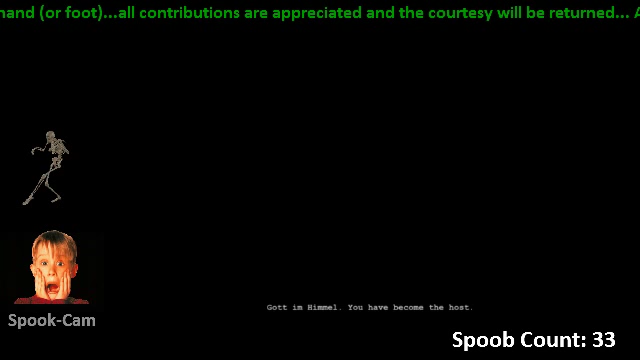 hand (or foot)...all contributions are appreciated and the courtesy will be returned... A
Gott im Himmel. You have become the host.
Spook-Cam
Spoob Count: 33